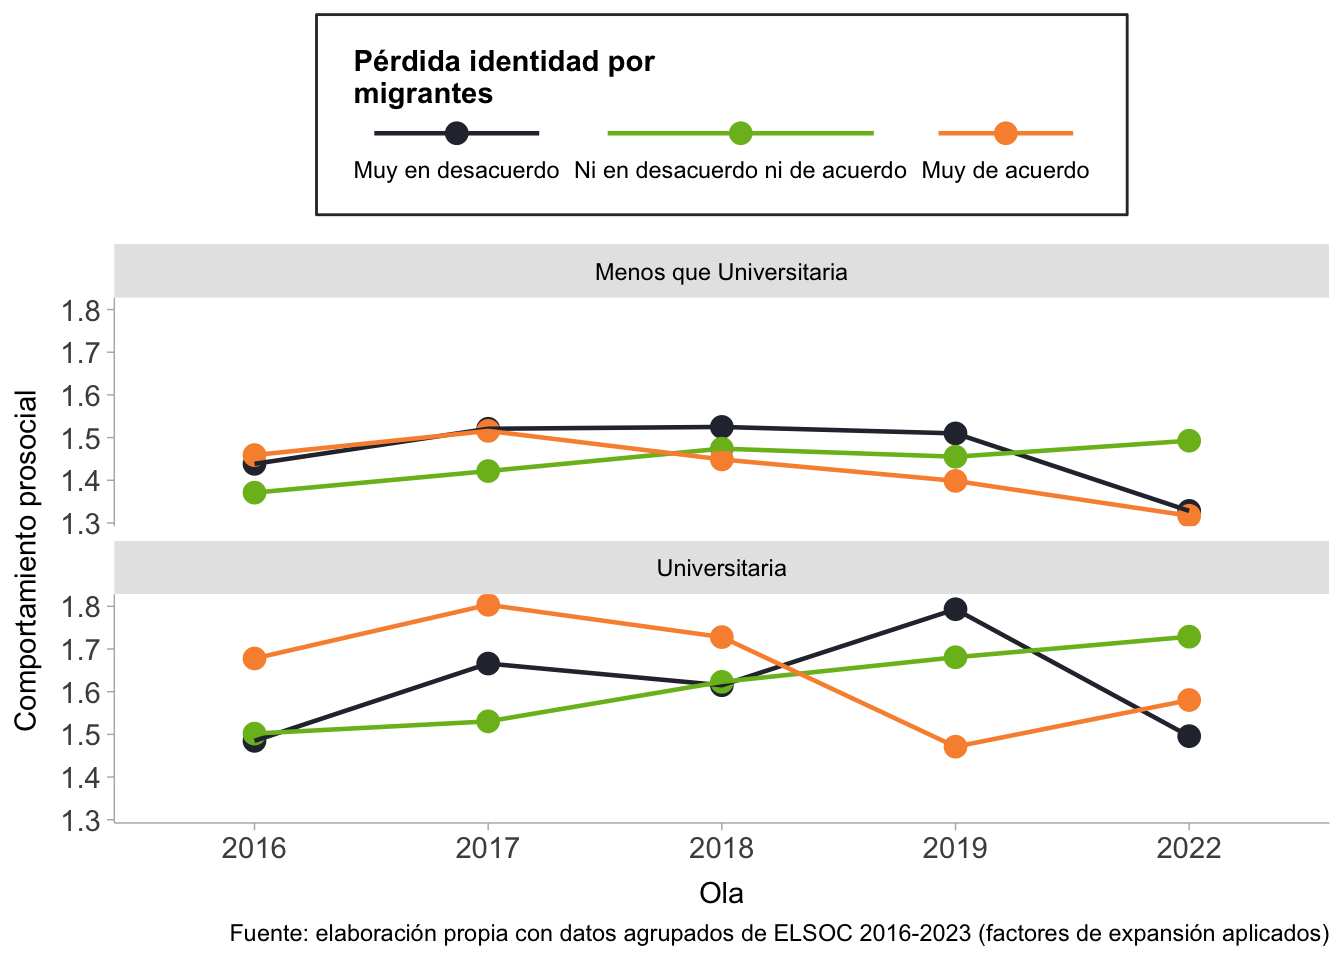 Pérdida identidad por
migrantes
Muy en desacuerdo Ni en desacuerdo ni de acuerdo Muy de acuerdo
Menos que Universitaria
1.8
1.7
1.6
1.5
1.4
1.3
Comportamiento prosocial
Universitaria
1.8
1.7
1.6
1.5
1.4
1.3
2016 2017 2018 2019 2022
Ola
Fuente: elaboración propia con datos agrupados de ELSOC 2016-2023 (factores de expansión aplicados)